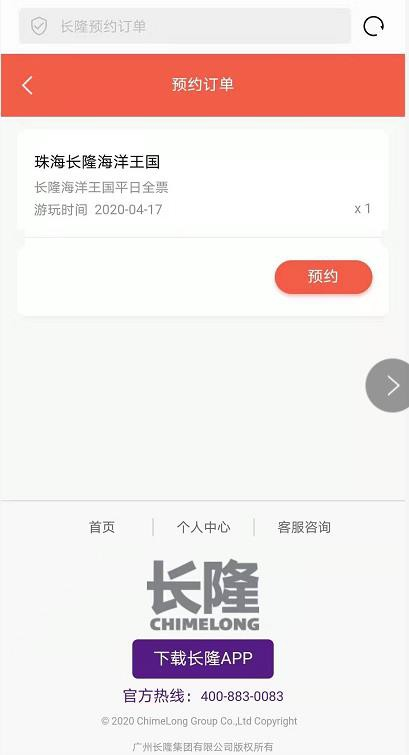 长隆预约订单
预约订单
珠海长隆海洋王国
长隆海洋王国平日全票
游玩时间 2020-04-17
x 1
预约
首页
个人中心
客服咨询
长隆
CHIMELONG
下载长隆APP
官方热线：400-883-0083
© 2020 ChimeLong Group Co.,Ltd Copyright
广州长隆集团有限公司版权所有